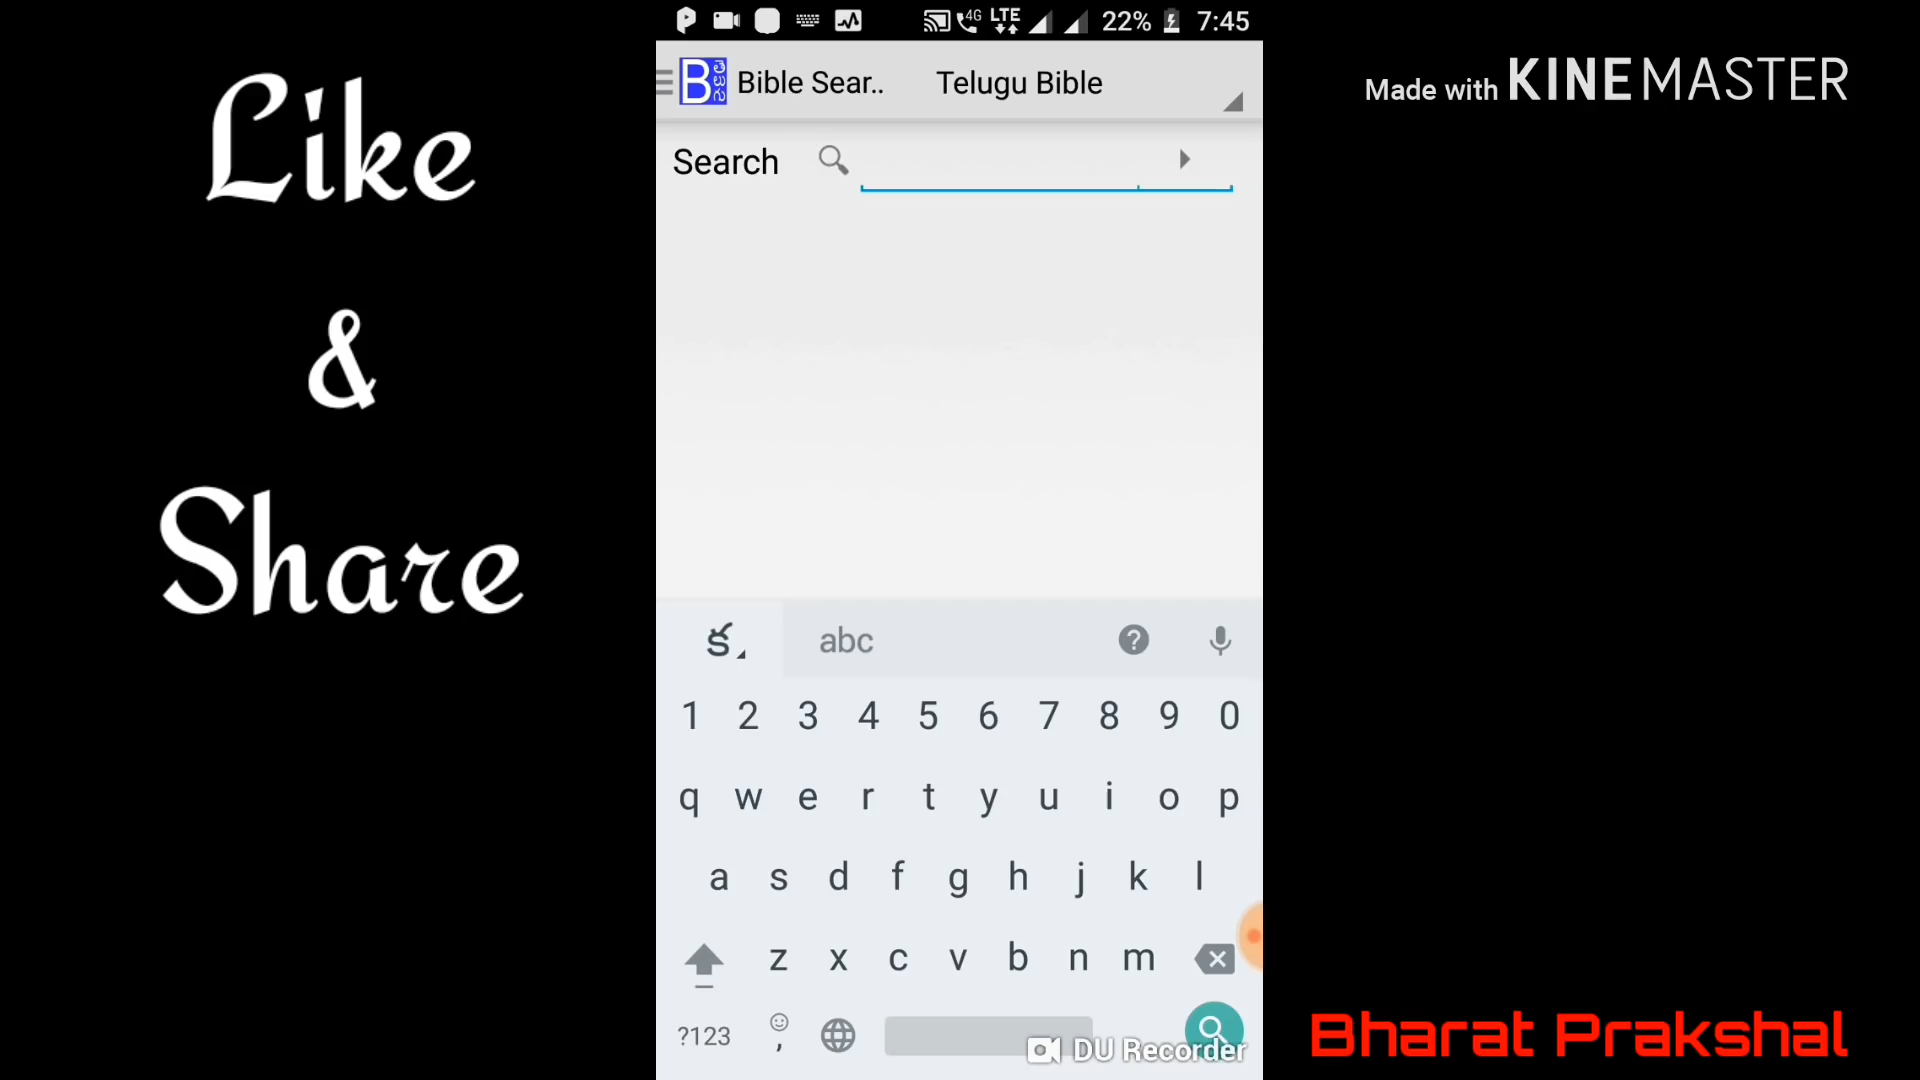 Like
&
Share
4G LTE 22% 7:45
Bible Sear.. Telugu Bible
Search
Made with KINEMASTER
క abc
1 2 3 4 5 6 7 8 9 0
q w e r t y u i o p
a s d f g h j k l
z x c v b n m
?123 ,
DU Recorder
Bharat Prakshal